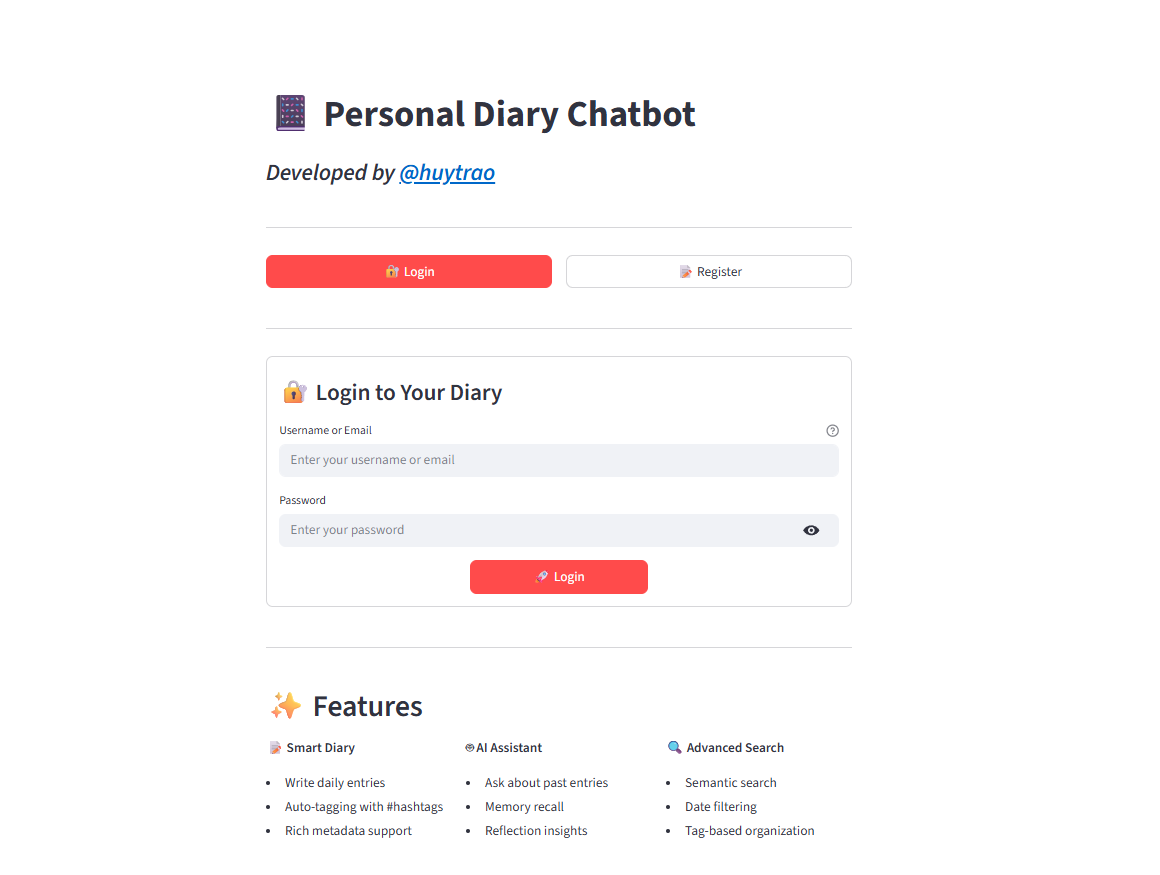 Personal Diary Chatbot
Developed by @huytrao
🔐 Login
📝 Register
🔐 Login to Your Diary
Username or Email
Enter your username or email
Password
Enter your password
🚀 Login
✨ Features
📝 Smart Diary
Write daily entries
Auto-tagging with #hashtags
Rich metadata support
AI Assistant
Ask about past entries
Memory recall
Reflection insights
🔍 Advanced Search
Semantic search
Date filtering
Tag-based organization